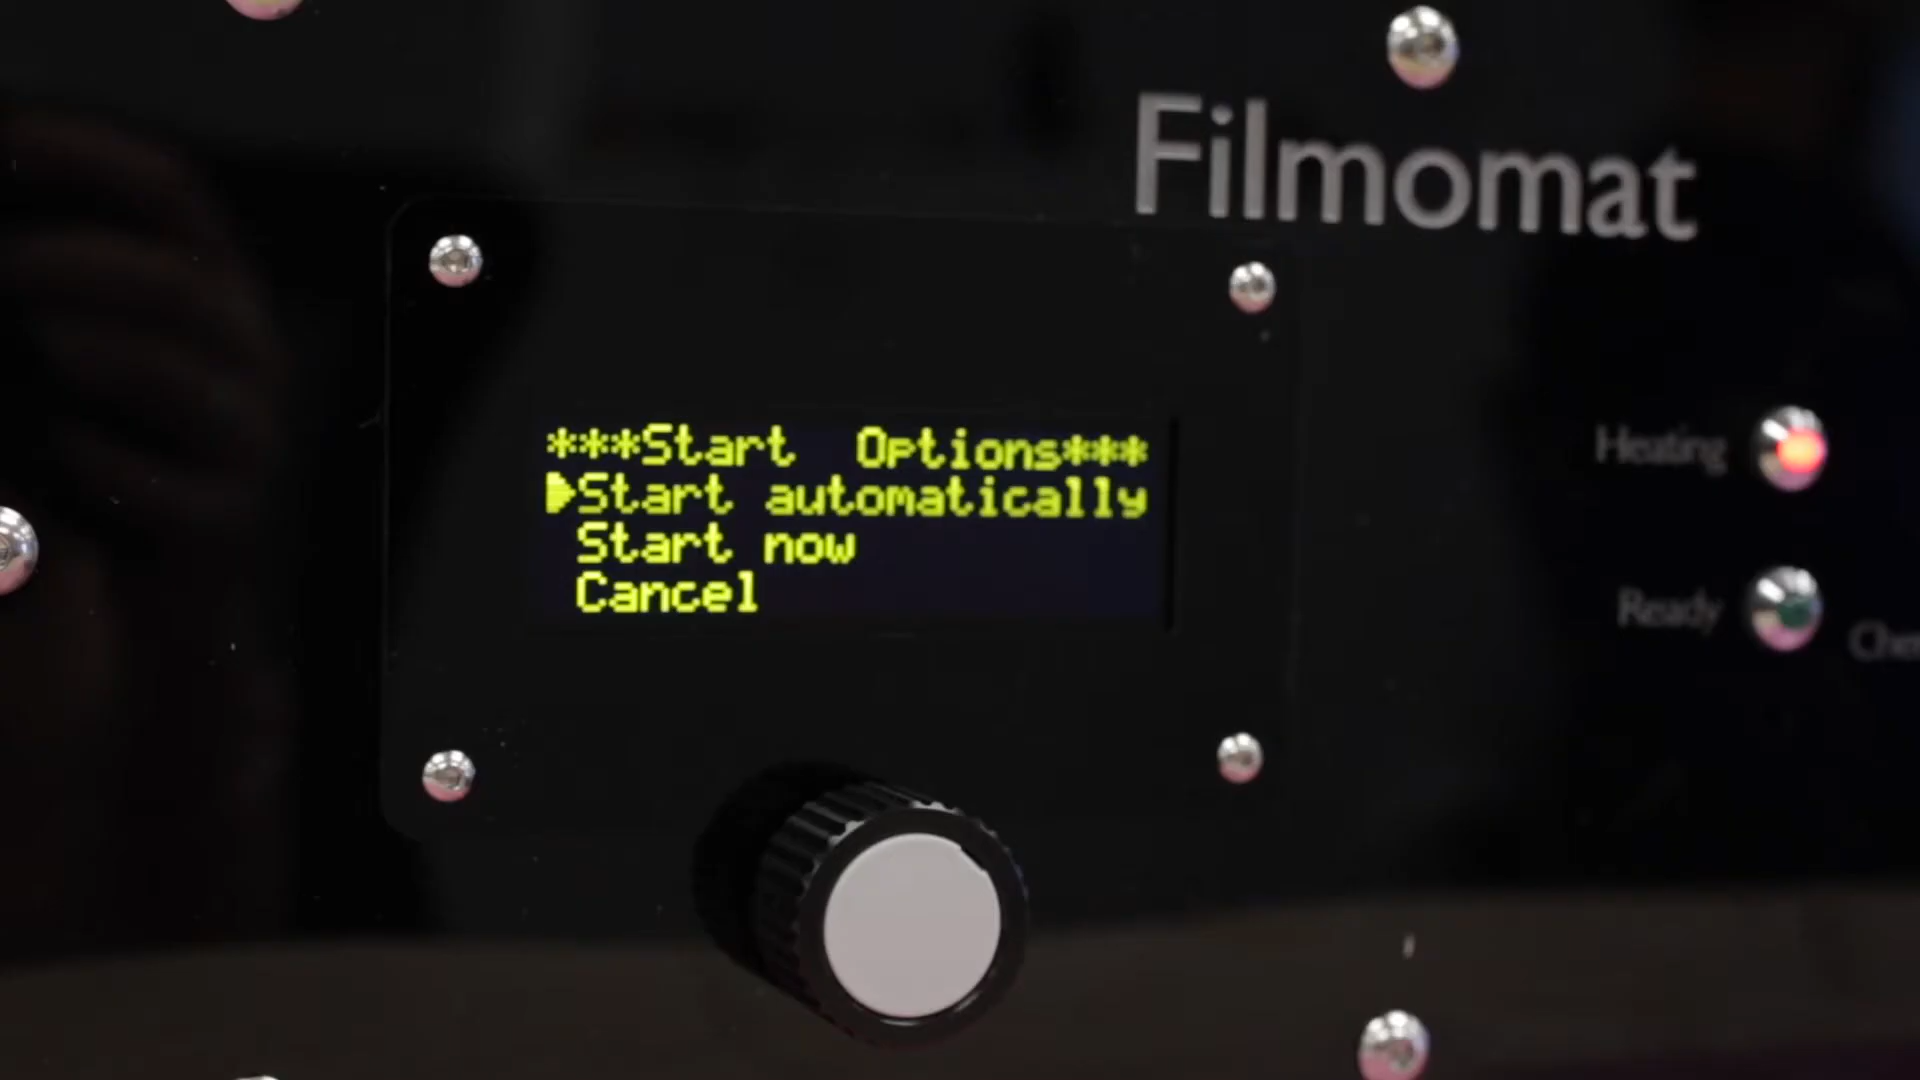 Filmomat
***Start  Options***
Start automatically
Start now
Cancel
Heating
Ready